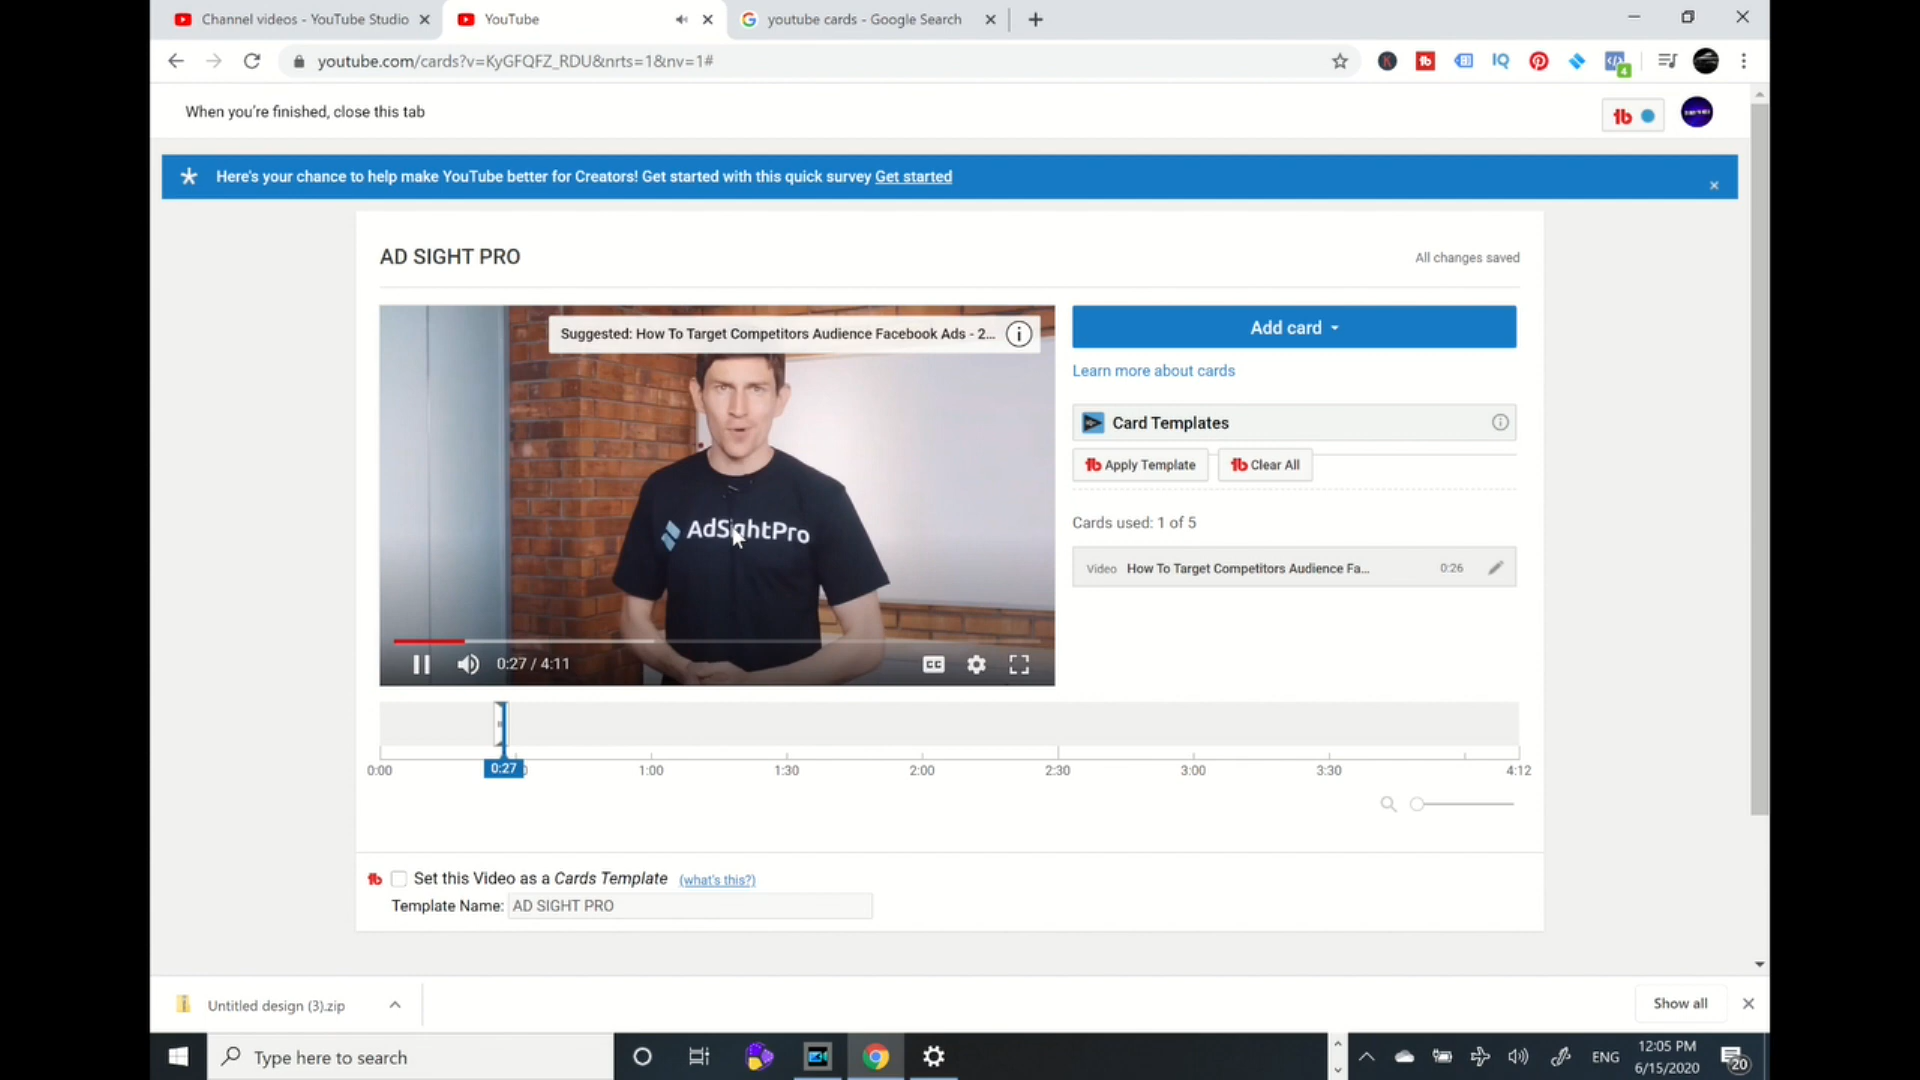 Channel videos - YouTube Studio
YouTube
youtube cards - Google Search
youtube.com/cards?v=KyGFQFZ_RDU&nrts=1&nv=1#
IQ
4
When you're finished, close this tab
Here's your chance to help make YouTube better for Creators! Get started with this quick survey Get started
AD SIGHT PRO
All changes saved
Suggested: How To Target Competitors Audience Facebook Ads - 2...
Add card
Learn more about cards
Card Templates
Apply Template
Clear All
AdSightPro
Cards used: 1 of 5
Video How To Target Competitors Audience Fa... 0:26
0:27 / 4:11
CC
0:00
0:27
1:00
1:30
2:00
2:30
3:00
3:30
4:12
Set this Video as a Cards Template (what's this?)
Template Name: AD SIGHT PRO
Untitled design (3).zip
Show all
Type here to search
ENG
12:05 PM
6/15/2020
20